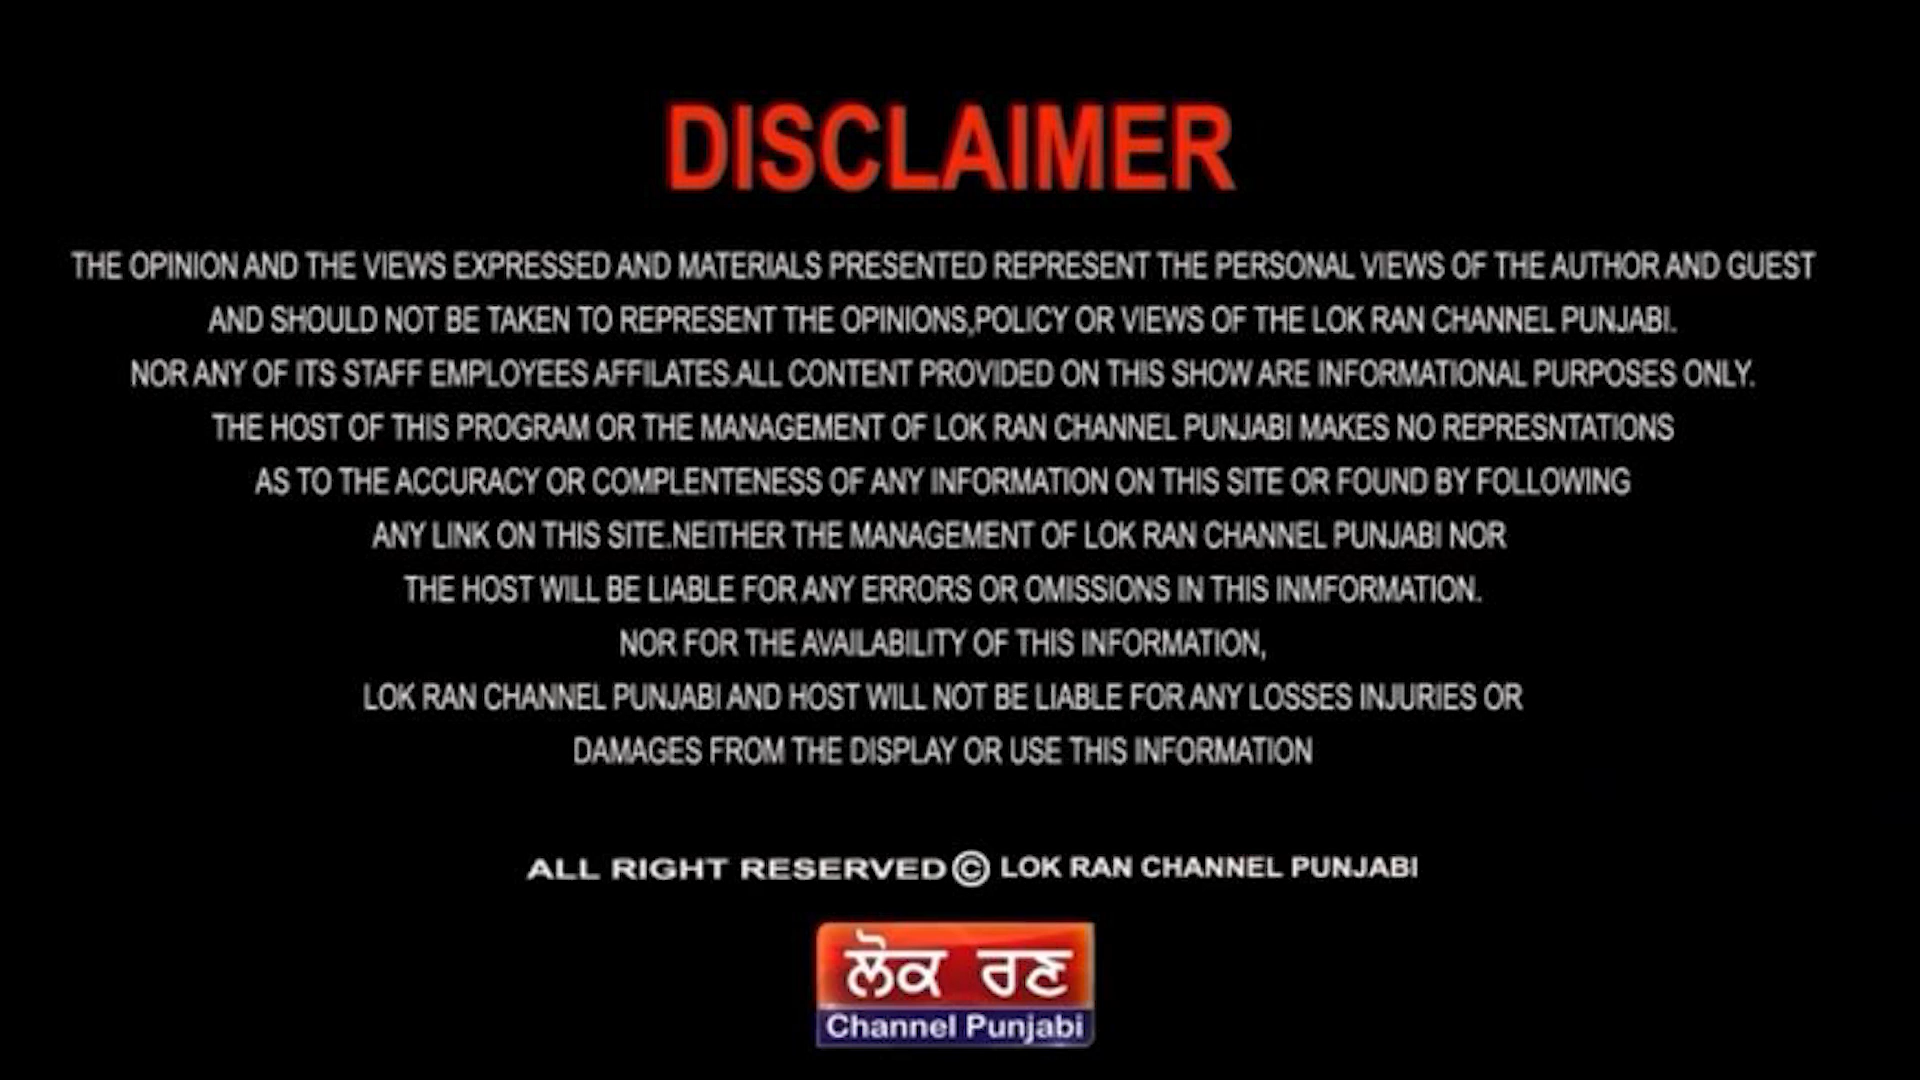 DISCLAIMER
THE OPINION AND THE VIEWS EXPRESSED AND MATERIALS PRESENTED REPRESENT THE PERSONAL VIEWS OF THE AUTHOR AND GUEST
AND SHOULD NOT BE TAKEN TO REPRESENT THE OPINIONS,POLICY OR VIEWS OF THE LOK RAN CHANNEL PUNJABI.
NOR ANY OF ITS STAFF EMPLOYEES AFFILATES.ALL CONTENT PROVIDED ON THIS SHOW ARE INFORMATIONAL PURPOSES ONLY.
THE HOST OF THIS PROGRAM OR THE MANAGEMENT OF LOK RAN CHANNEL PUNJABI MAKES NO REPRESNTATIONS
AS TO THE ACCURACY OR COMPLENTENESS OF ANY INFORMATION ON THIS SITE OR FOUND BY FOLLOWING
ANY LINK ON THIS SITE.NEITHER THE MANAGEMENT OF LOK RAN CHANNEL PUNJABI NOR
THE HOST WILL BE LIABLE FOR ANY ERRORS OR OMISSIONS IN THIS INMFORMATION.
NOR FOR THE AVAILABILITY OF THIS INFORMATION,
LOK RAN CHANNEL PUNJABI AND HOST WILL NOT BE LIABLE FOR ANY LOSSES INJURIES OR
DAMAGES FROM THE DISPLAY OR USE THIS INFORMATION
ALL RIGHT RESERVED © LOK RAN CHANNEL PUNJABI
ਲੋਕ ਰਣ
Channel Punjabi